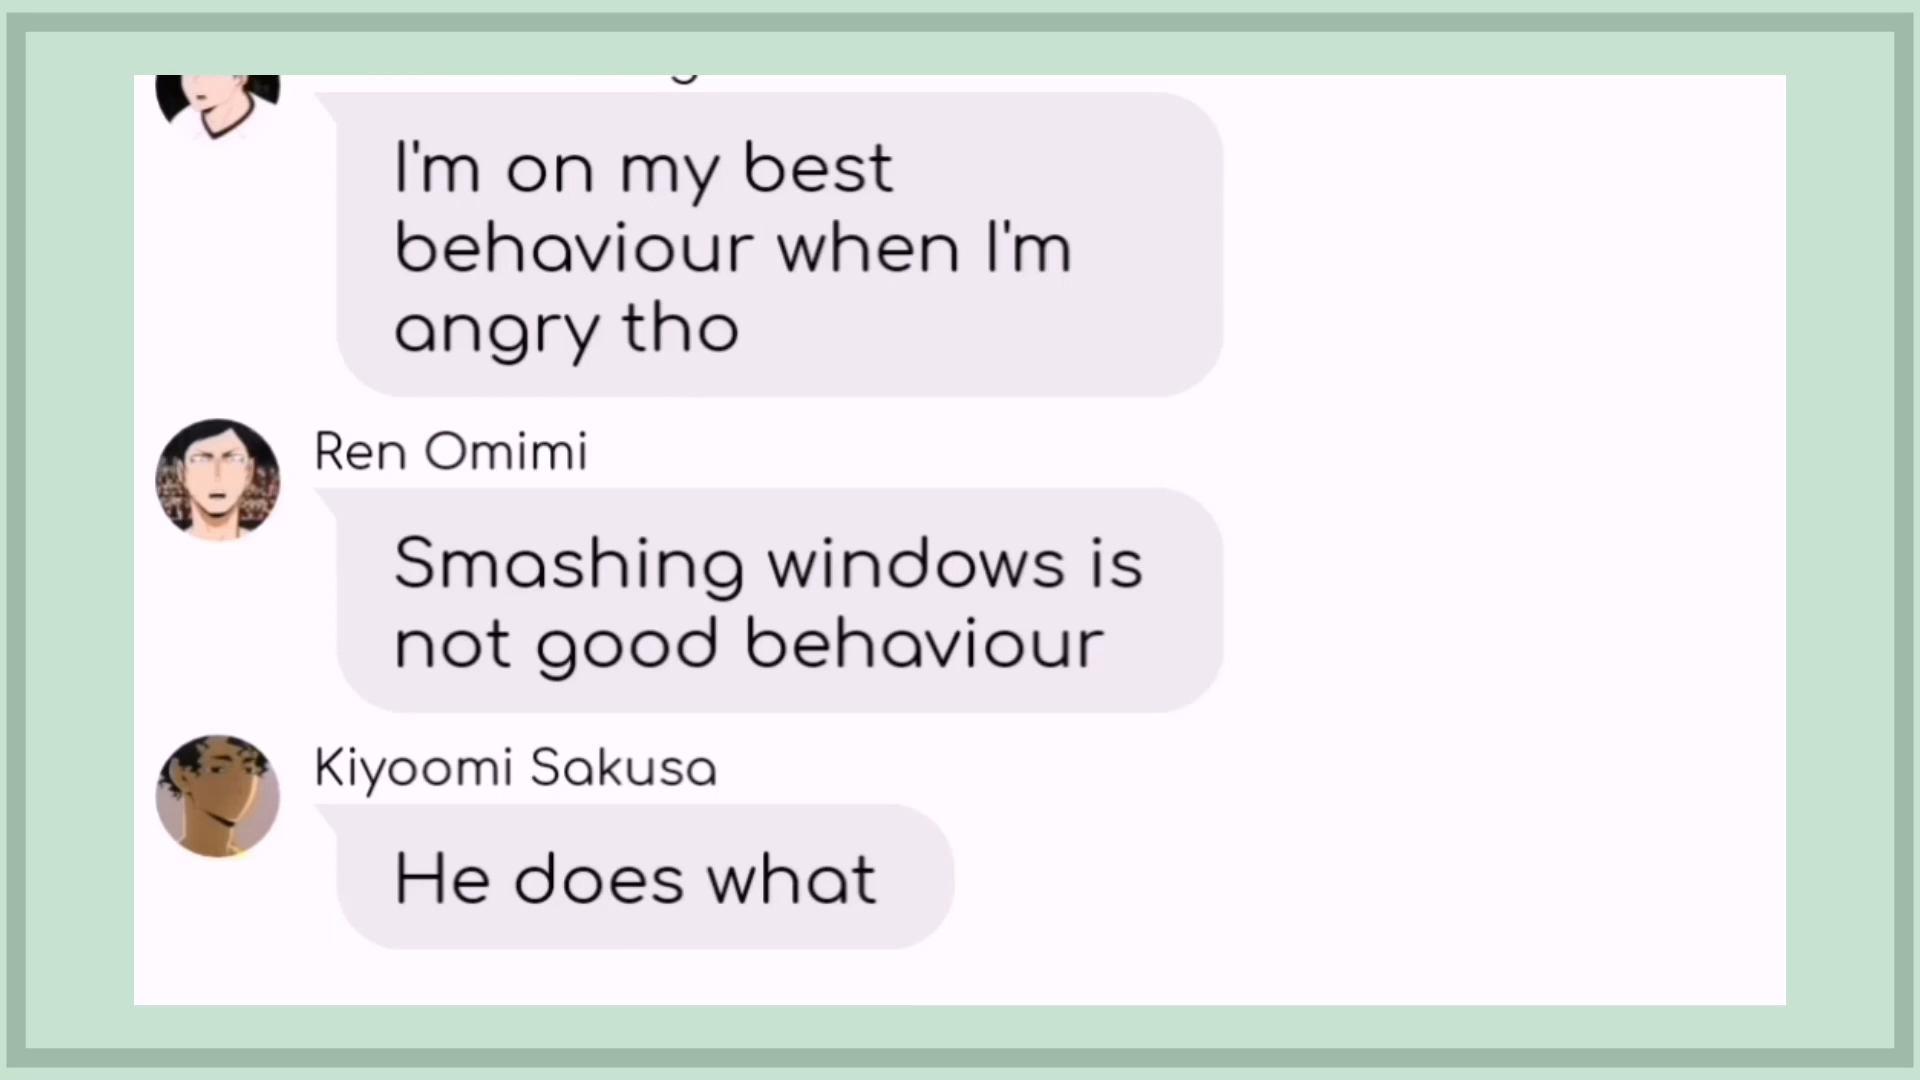 I'm on my best
behaviour when I'm
angry tho
Ren Omimi
Smashing windows is
not good behaviour
Kiyoomi Sakusa
He does what